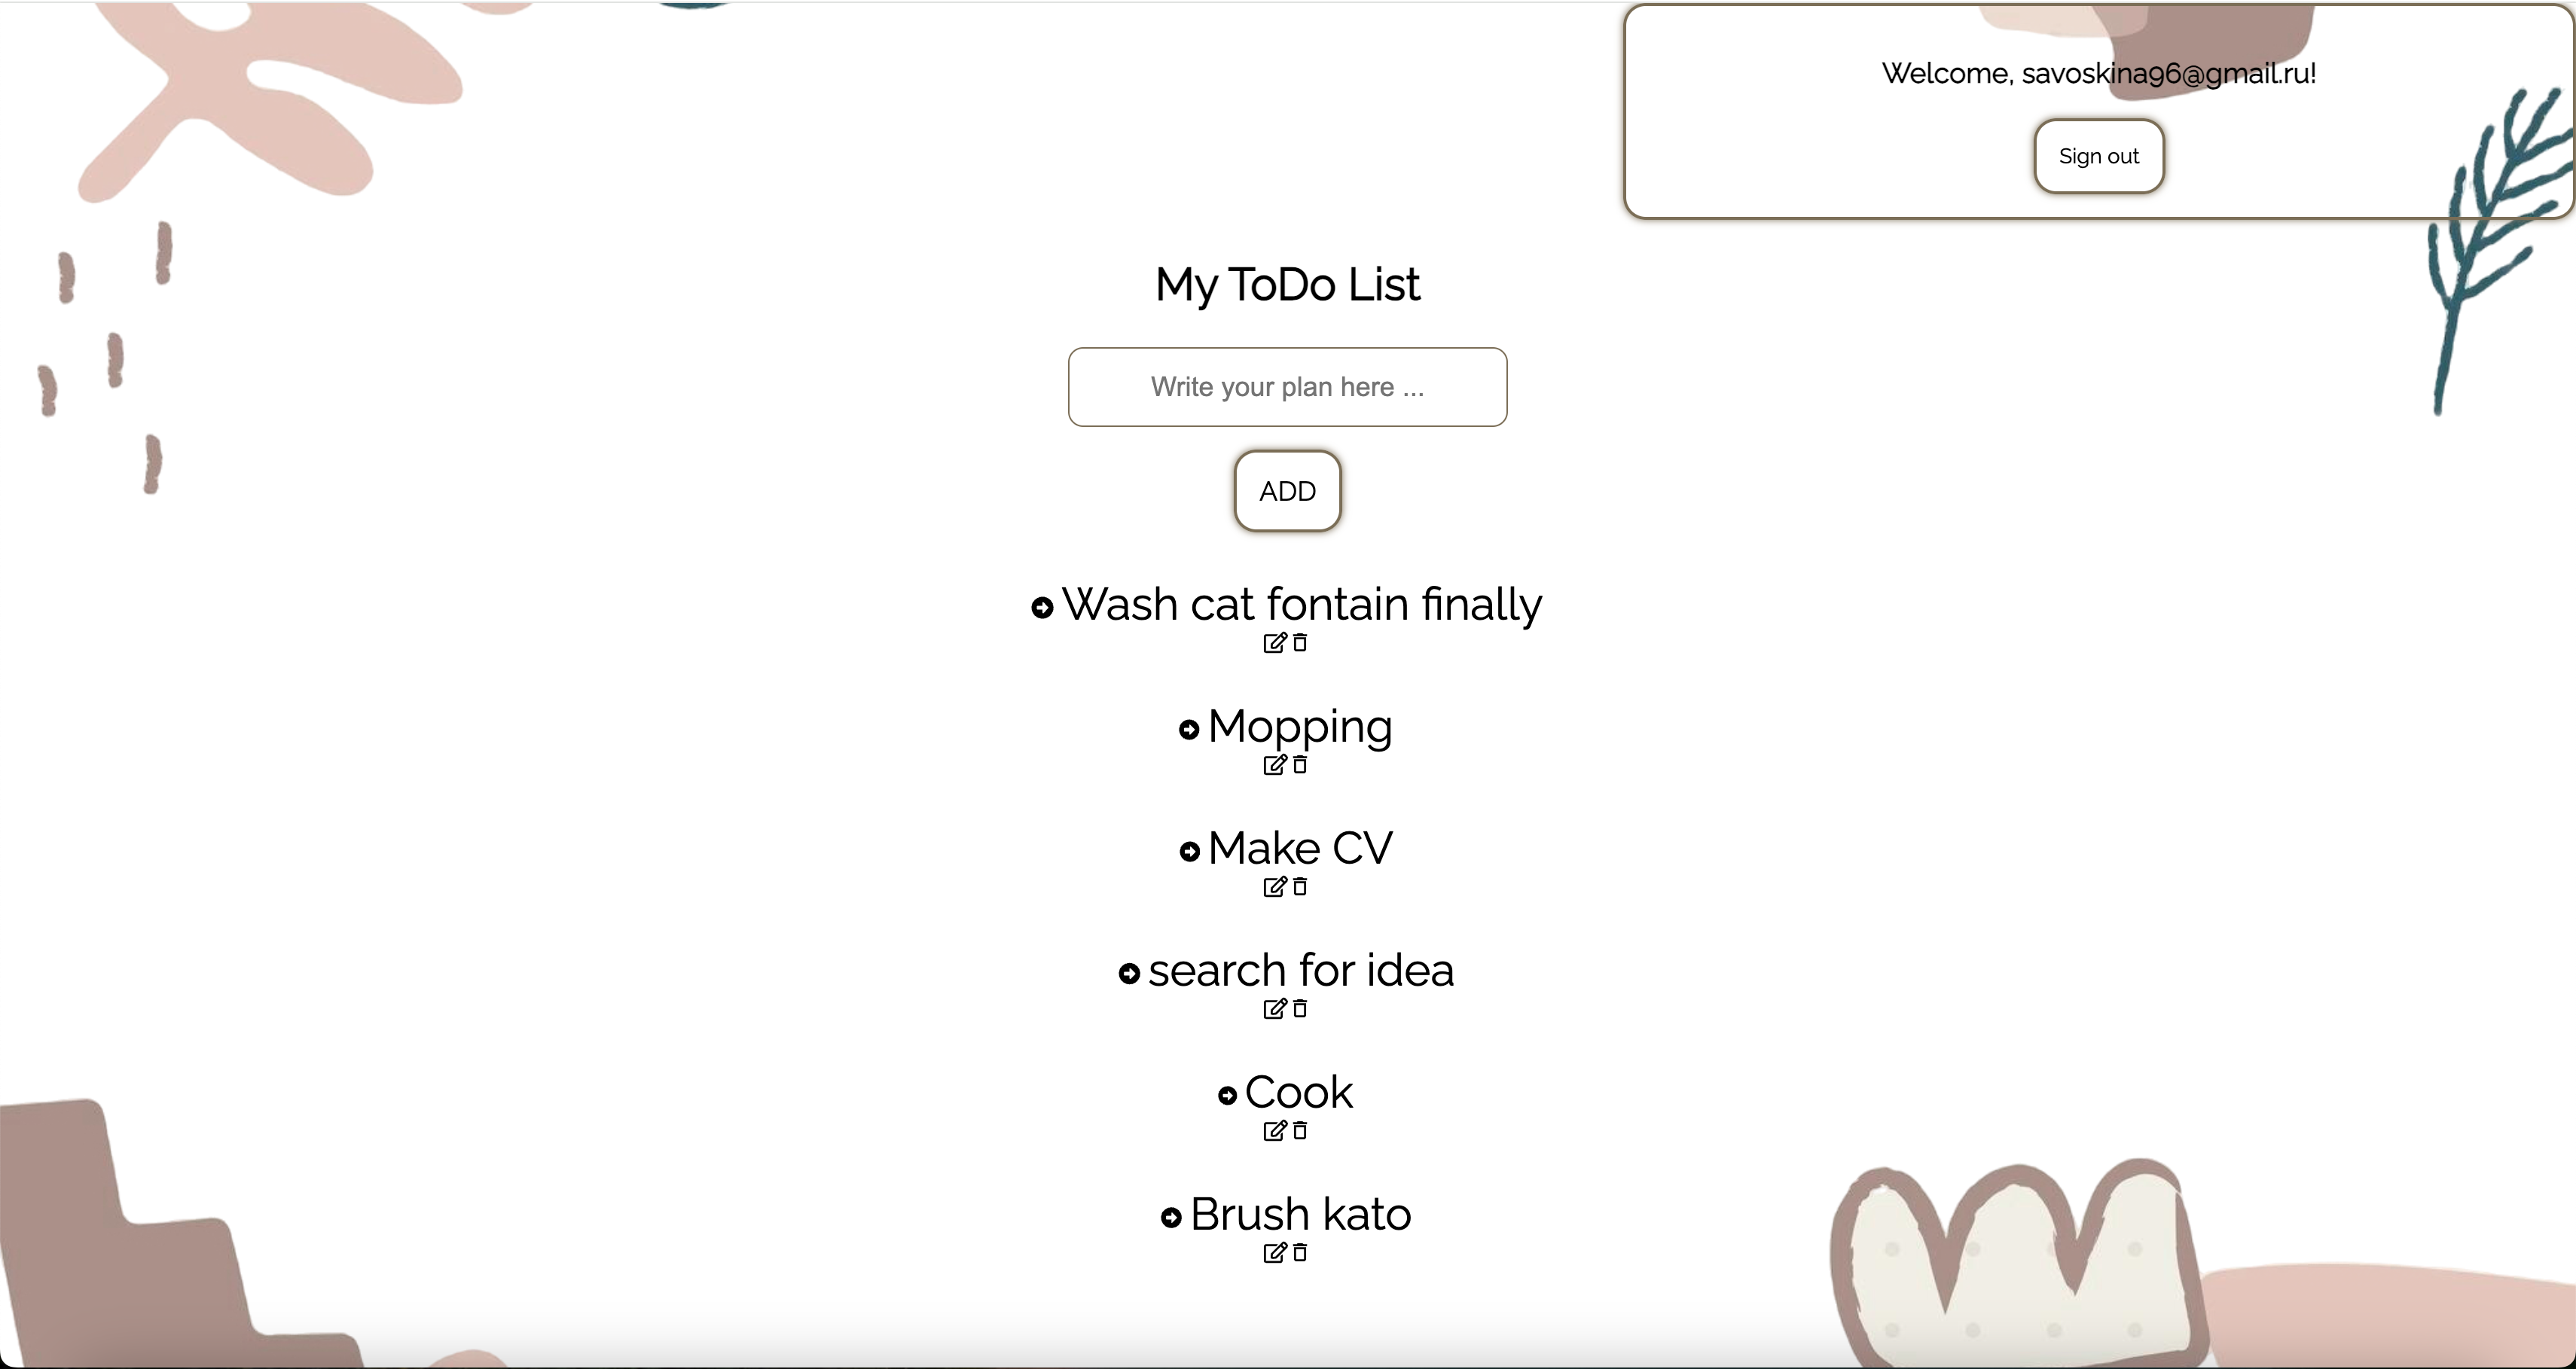 Welcome, savoskina96@gmail.ru!
Sign out
My ToDo List
Write your plan here ...
ADD
Wash cat fontain finally
Mopping
Make CV
search for idea
Cook
Brush kato